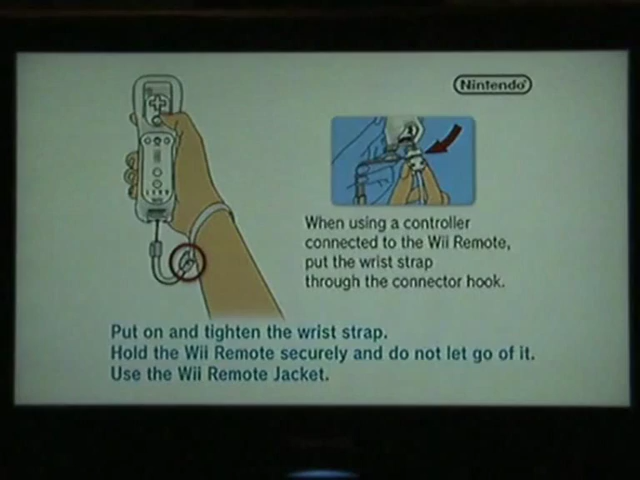 Nintendo
When using a controller
connected to the Wii Remote,
put the wrist strap
through the connector hook.
Put on and tighten the wrist strap.
Hold the Wii Remote securely and do not let go of it.
Use the Wii Remote Jacket.